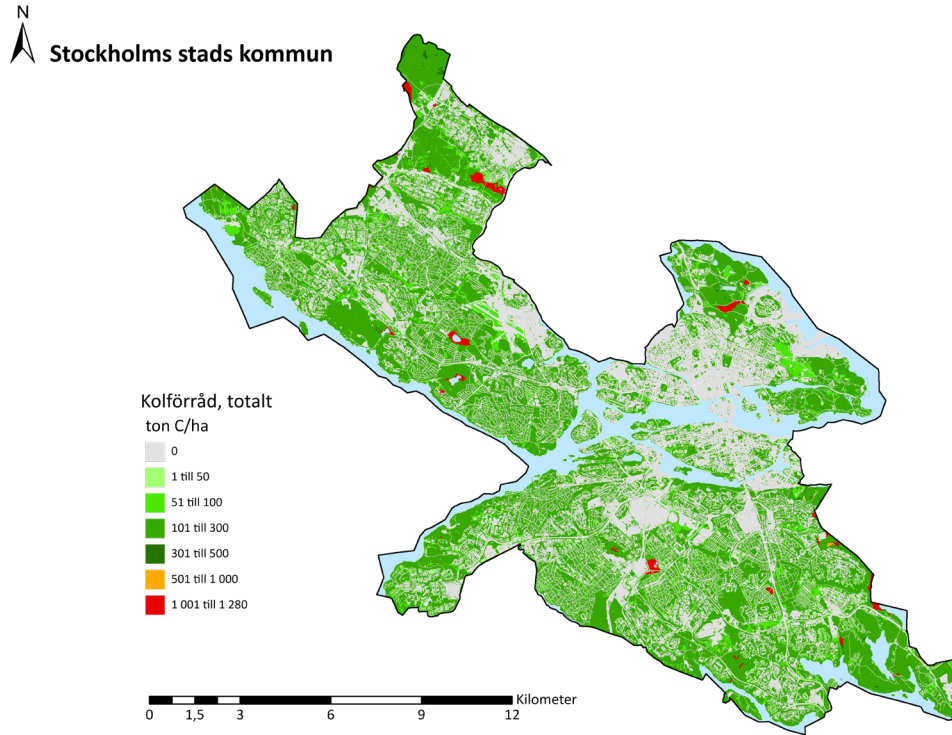 N
Stockholms stads kommun
Kolförråd, totalt
ton C/ha
0
1 till 50
51 till 100
101 till 300
301 till 500
501 till 1 000
1 001 till 1 280
Kilometer
0 1,5 3 6 9 12